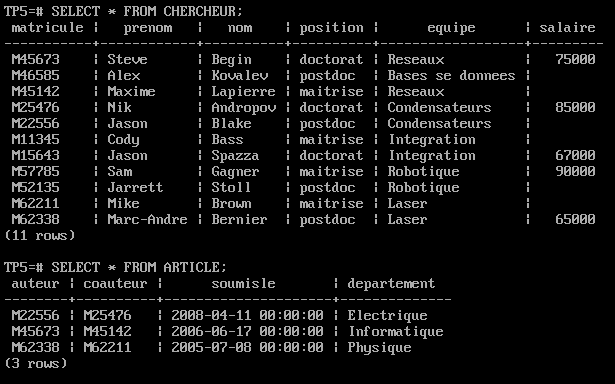 TP5=# SELECT * FROM CHERCHEUR;
matricule | prenom | nom | position | equipe | salaire
-----------+------------+----------+-----------+------------------+---------
M45673 | Steve | Begin | doctorat | Reseaux | 75000
M46585 | Alex | Kovalev | postdoc | Bases se donnees |
M45142 | Maxime | Lapierre | maitrise | Reseaux |
M25476 | Nik | Andropov | doctorat | Condensateurs | 85000
M22556 | Jason | Blake | postdoc | Condensateurs |
M11345 | Cody | Bass | maitrise | Integration |
M15643 | Jason | Spazza | doctorat | Integration | 67000
M57785 | Sam | Gagner | maitrise | Robotique | 90000
M52135 | Jarrett | Stoll | postdoc | Robotique |
M62211 | Mike | Brown | maitrise | Laser |
M62338 | Marc-Andre | Bernier | postdoc | Laser | 65000
(11 rows)
TP5=# SELECT * FROM ARTICLE;
auteur | coauteur | soumisle | departement
--------+----------+---------------------+--------------
M22556 | M25476 | 2008-04-11 00:00:00 | Electrique
M45673 | M45142 | 2006-06-17 00:00:00 | Informatique
M62338 | M62211 | 2005-07-08 00:00:00 | Physique
(3 rows)